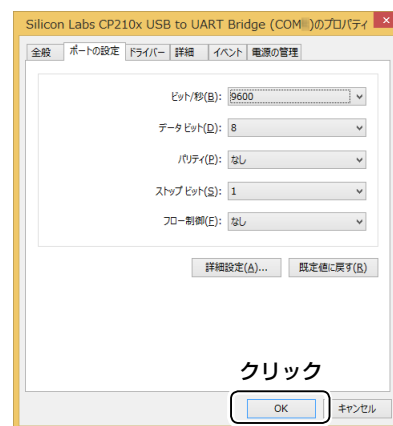 Silicon Labs CP210x USB to UART Bridge (COM )のプロパティ
全般 ポートの設定 ドライバー 詳細 イベント 電源の管理
ビット/秒(B): 9600
データ ビット(D): 8
パリティ(P): なし
ストップ ビット(S): 1
フロー制御(F): なし
詳細設定(A)... 既定値に戻す(R)
クリック
OK キャンセル